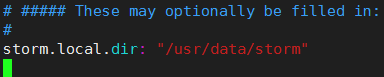 # ##### These may optionally be filled in:
#
storm.local.dir: "/usr/data/storm"